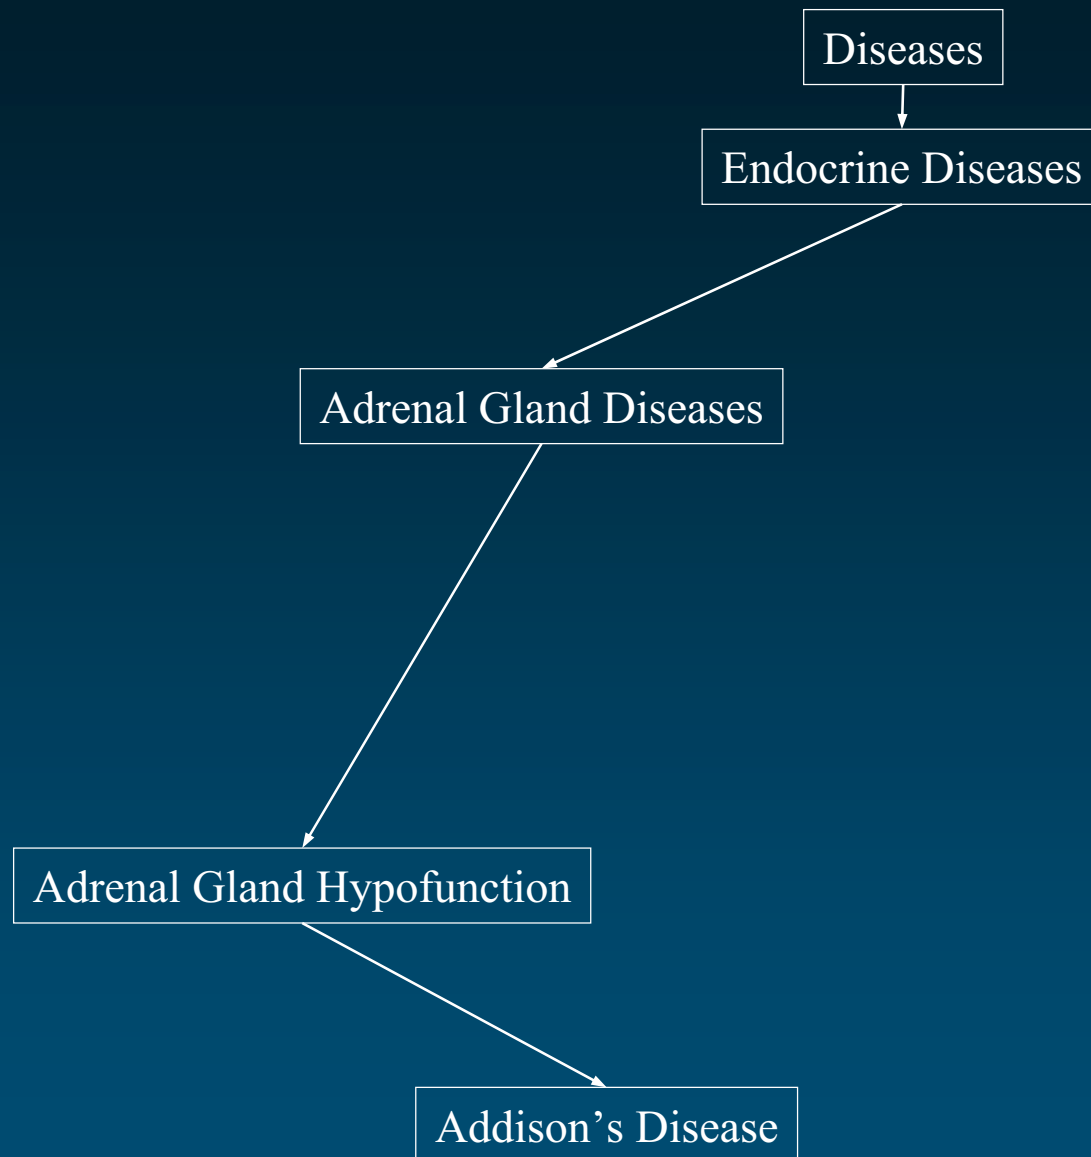 Diseases
Endocrine Diseases
Adrenal Gland Diseases
Adrenal Gland Hypofunction
Addison’s Disease